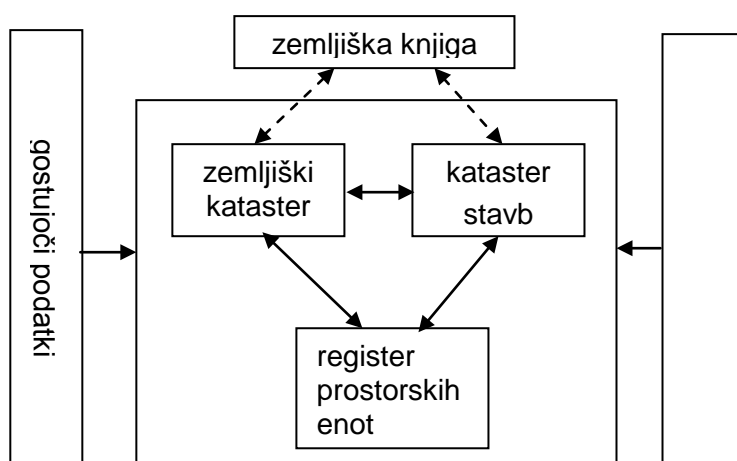 zemljiška knjiga
gostujoči podatki
zemljiški
kataster
kataster
stavb
register
prostorskih
enot